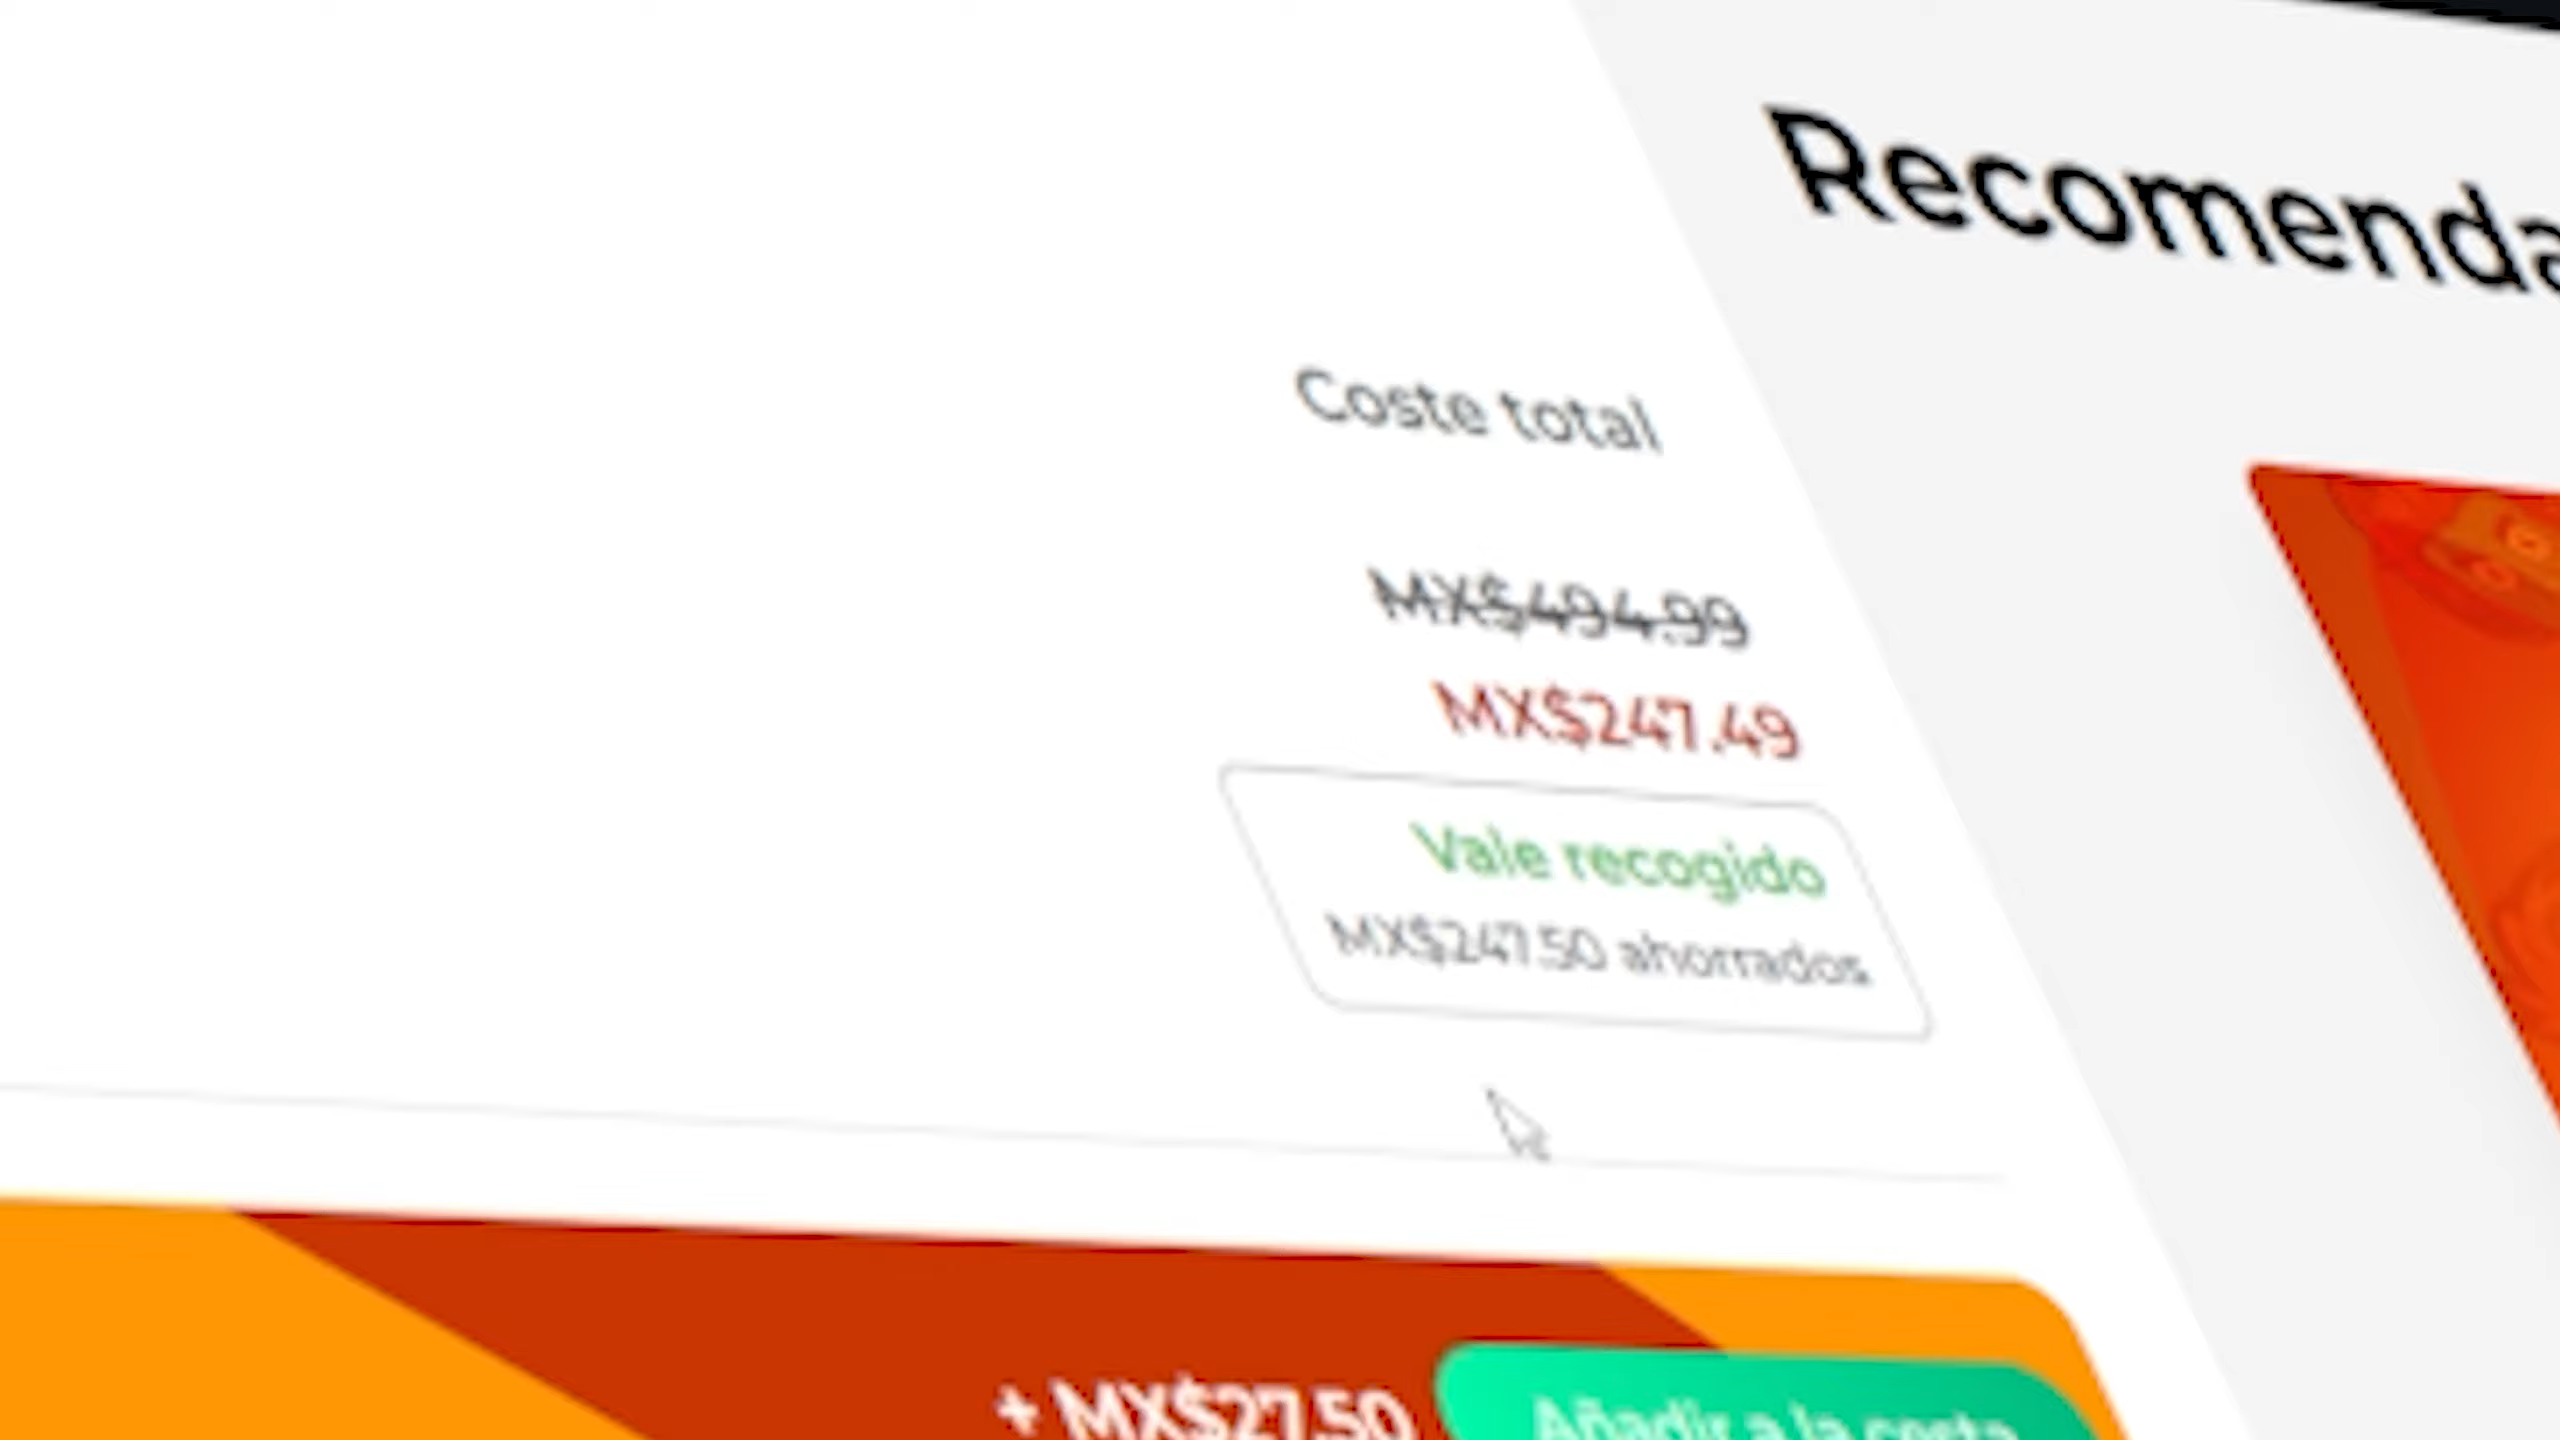 Recomenda
Coste total
MX$494.99
MX$247.49
Vale recogido
MX$247.50 ahorrados
+ MX$27.50
Añadir a la cesta